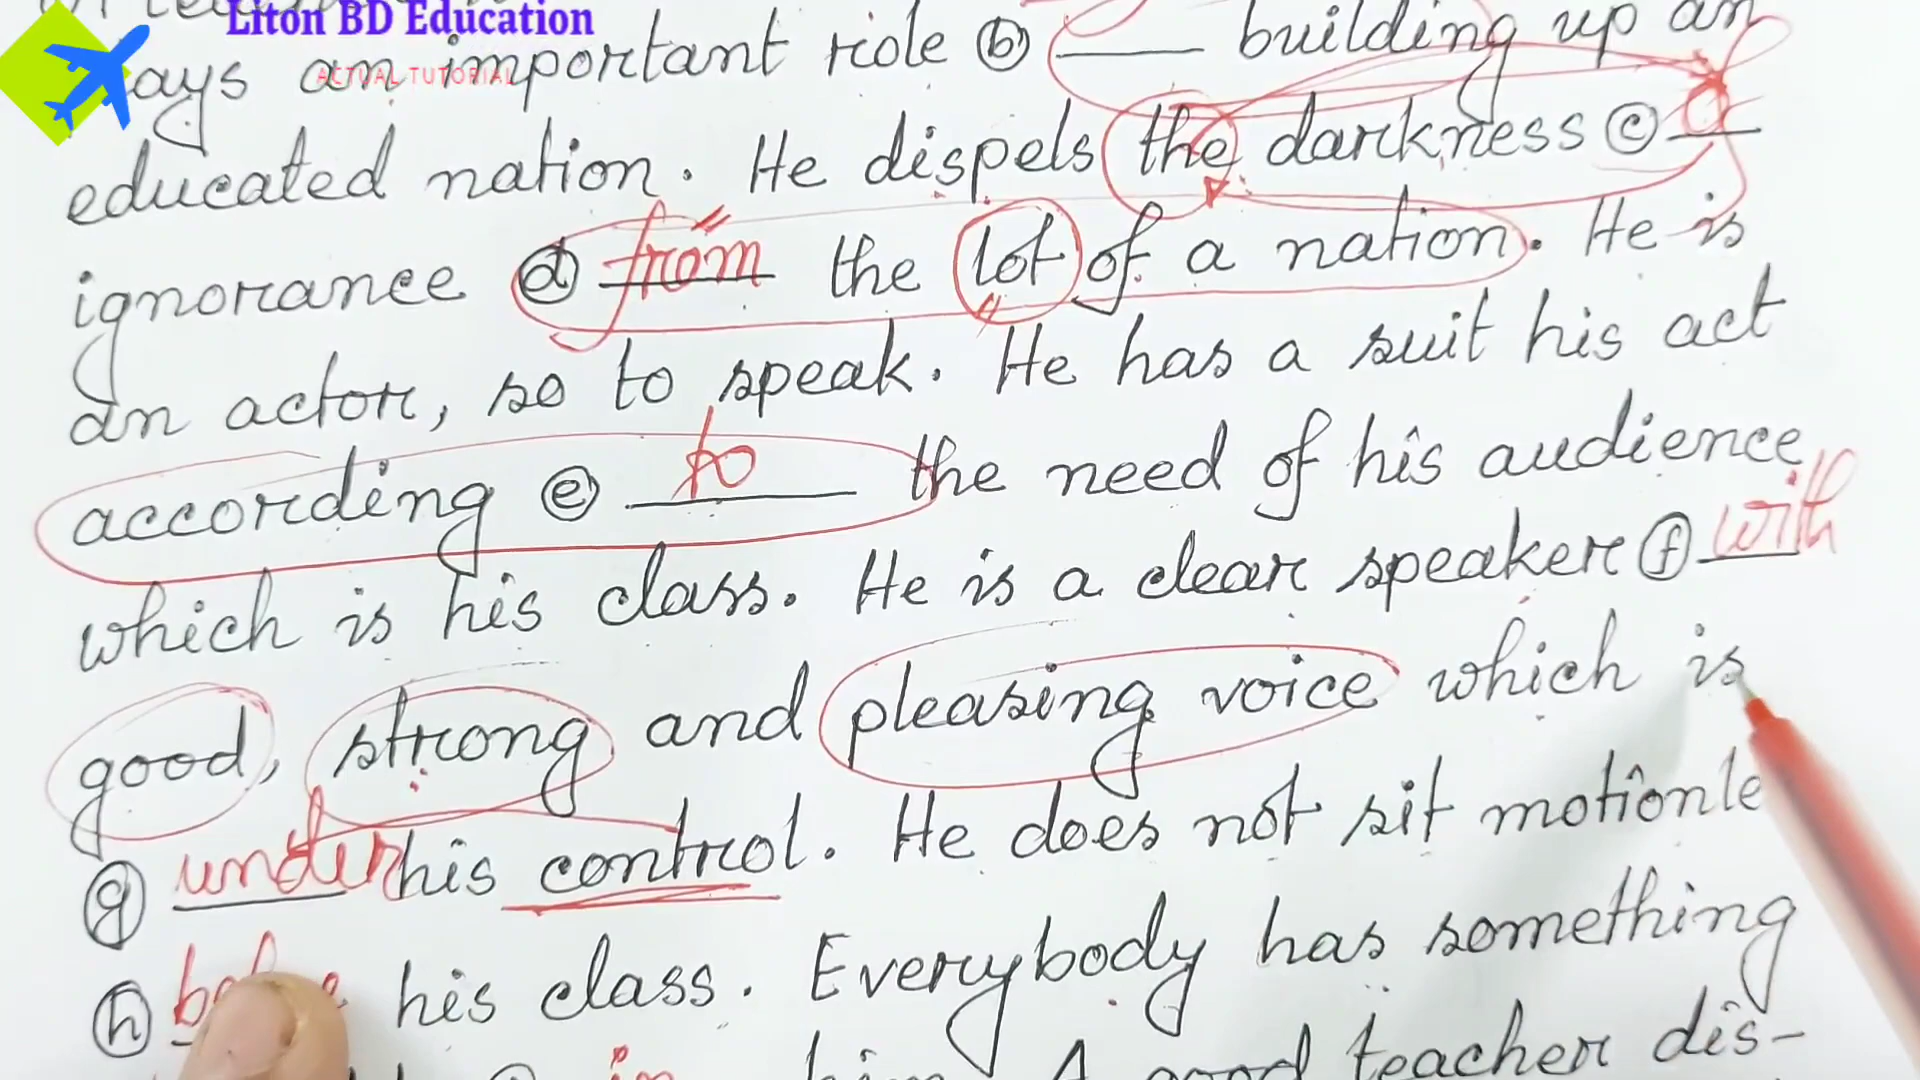 Liton BD Education
ACTUAL TUTORIAL
an important role (b) ___ building up an
educated nation. He dispels the darkness (c) ___
ignorance (d) from the lot of a nation. He is
an actor, so to speak. He has a suit his act
according (e) to the need of his audience
which is his class. He is a clear speaker (f) with
good, strong and pleasing voice which is
(g) under his control. He does not sit motionle
(h) his class. Everybody has something
in him. A good teacher dis-